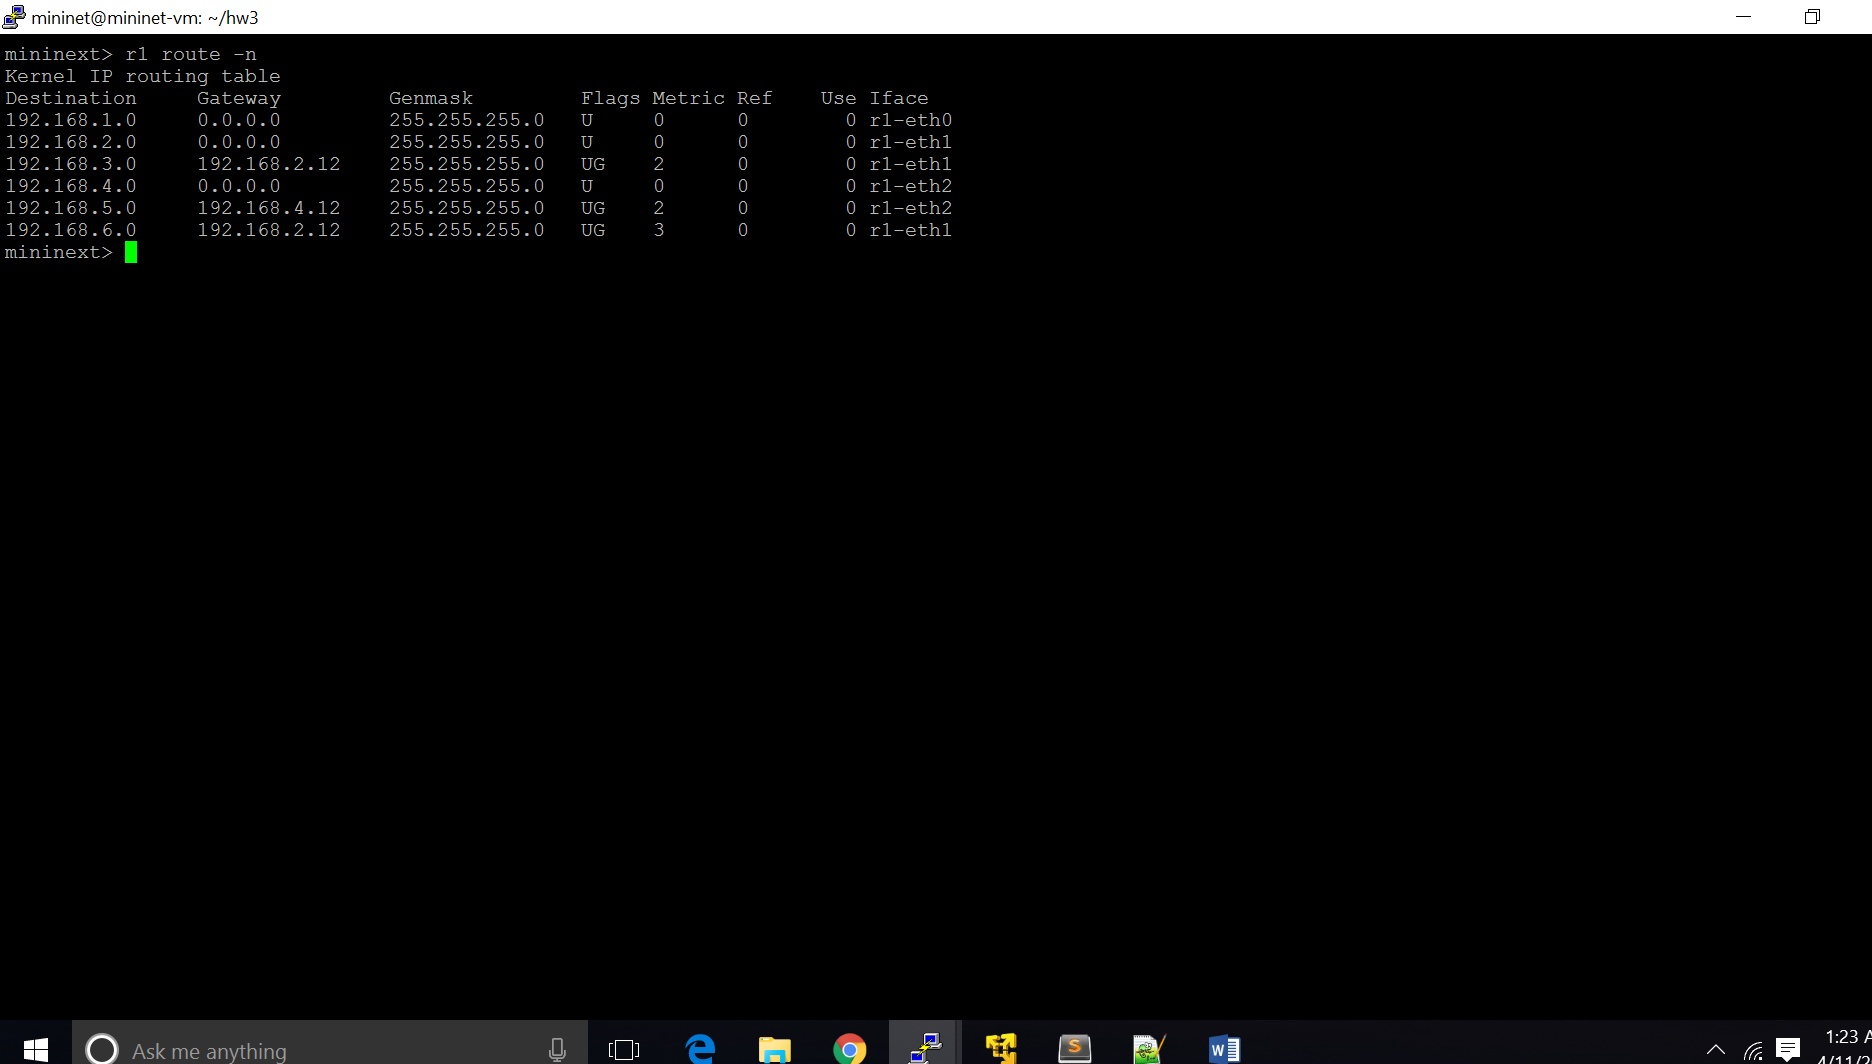 mininet@mininet-vm: ~/hw3
mininext> r1 route -n
Kernel IP routing table
Destination     Gateway         Genmask         Flags Metric Ref    Use Iface
192.168.1.0     0.0.0.0         255.255.255.0   U     0      0        0 r1-eth0
192.168.2.0     0.0.0.0         255.255.255.0   U     0      0        0 r1-eth1
192.168.3.0     192.168.2.12    255.255.255.0   UG    2      0        0 r1-eth1
192.168.4.0     0.0.0.0         255.255.255.0   U     0      0        0 r1-eth2
192.168.5.0     192.168.4.12    255.255.255.0   UG    2      0        0 r1-eth2
192.168.6.0     192.168.2.12    255.255.255.0   UG    3      0        0 r1-eth1
mininext>
Ask me anything
1:23